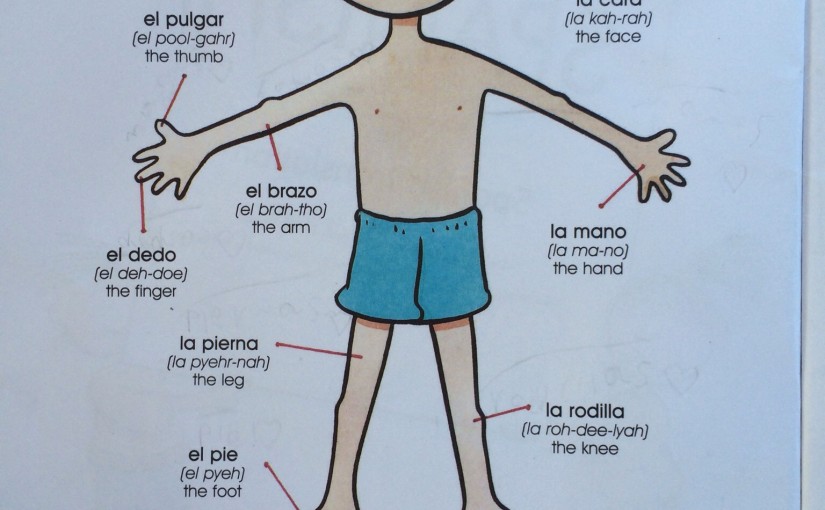 el pulgar
(el pool-gahr)
the thumb
la cara
(la kah-rah)
the face
el brazo
(el brah-tho)
the arm
el dedo
(el deh-doe)
the finger
la mano
(la ma-no)
the hand
la pierna
(la pyehr-nah)
the leg
la rodilla
(la roh-dee-lyah)
the knee
el pie
(el pyeh)
the foot